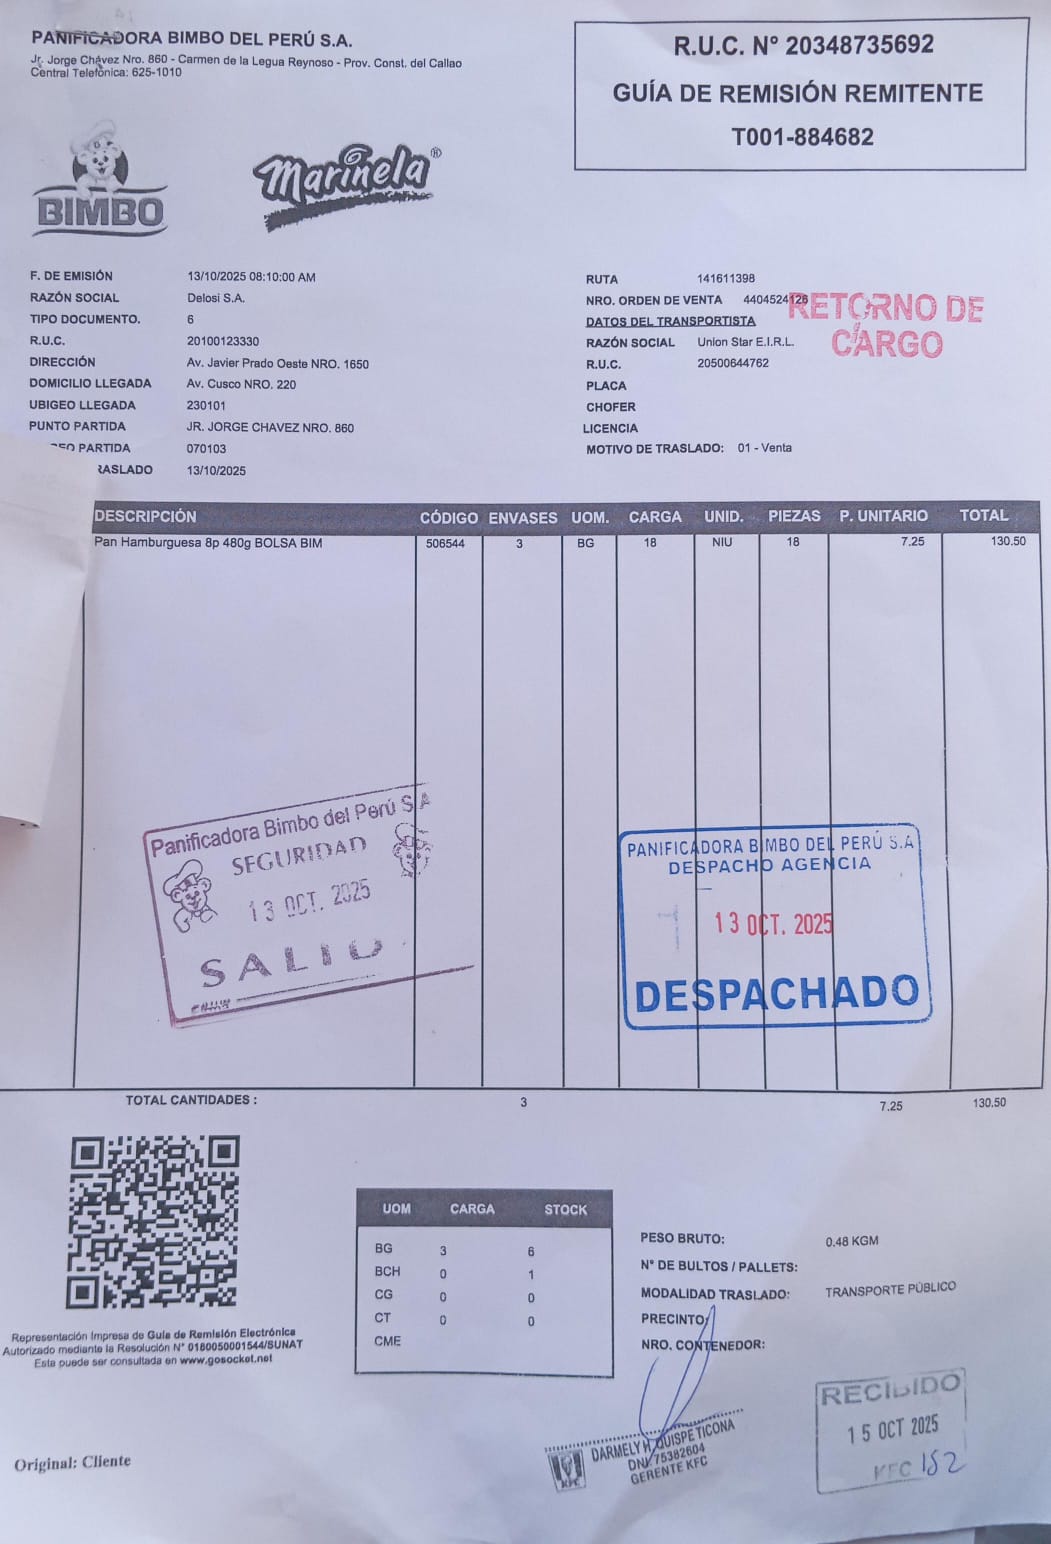 PANIFICADORA BIMBO DEL PERÚ S.A.
Jr. Jorge Chávez Nro. 860 - Carmen de la Legua Reynoso - Prov. Const. del Callao
Central Telefónica: 625-1010
R.U.C. N° 20348735692
GUÍA DE REMISIÓN REMITENTE
T001-884682
BIMBO
Marinela®
F. DE EMISIÓN 13/10/2025 08:10:00 AM
RAZÓN SOCIAL Delosi S.A.
TIPO DOCUMENTO. 6
R.U.C. 20100123330
DIRECCIÓN Av. Javier Prado Oeste NRO. 1650
DOMICILIO LLEGADA Av. Cusco NRO. 220
UBIGEO LLEGADA 230101
PUNTO PARTIDA JR. JORGE CHAVEZ NRO. 860
PARTIDA 070103
RASLADO 13/10/2025
RUTA 141611398
NRO. ORDEN DE VENTA 4404524126
DATOS DEL TRANSPORTISTA
RAZÓN SOCIAL Union Star E.I.R.L.
R.U.C. 20500644762
PLACA
CHOFER
LICENCIA
MOTIVO DE TRASLADO: 01 - Venta
RETORNO DE
CARGO
DESCRIPCIÓN CÓDIGO ENVASES UOM. CARGA UNID. PIEZAS P. UNITARIO TOTAL
Pan Hamburguesa 8p 480g BOLSA BIM 506544 3 BG 18 NIU 18 7.25 130.50
Panificadora Bimbo del Perú S.A
SEGURIDAD
13 OCT. 2025
SALIO
PANIFICADORA BIMBO DEL PERÚ S.A
DESPACHO AGENCIA
1 13 OCT. 2025
DESPACHADO
TOTAL CANTIDADES : 3 7.25 130.50
Representación Impresa de Guía de Remisión Electrónica
Autorizado mediante la Resolución N° 0180050001544/SUNAT
Esta puede ser consultada en www.gosocket.net
UOM CARGA STOCK
BG 3 6
BCH 0 1
CG 0 0
CT 0 0
CME
PESO BRUTO: 0.48 KGM
N° DE BULTOS / PALLETS:
MODALIDAD TRASLADO: TRANSPORTE PÚBLICO
PRECINTO:
NRO. CONTENEDOR:
KFC
DARMELY H. QUISPE TICONA
DNI 75382604
GERENTE KFC
RECIBIDO
15 OCT 2025
KFC 152
Original: Cliente